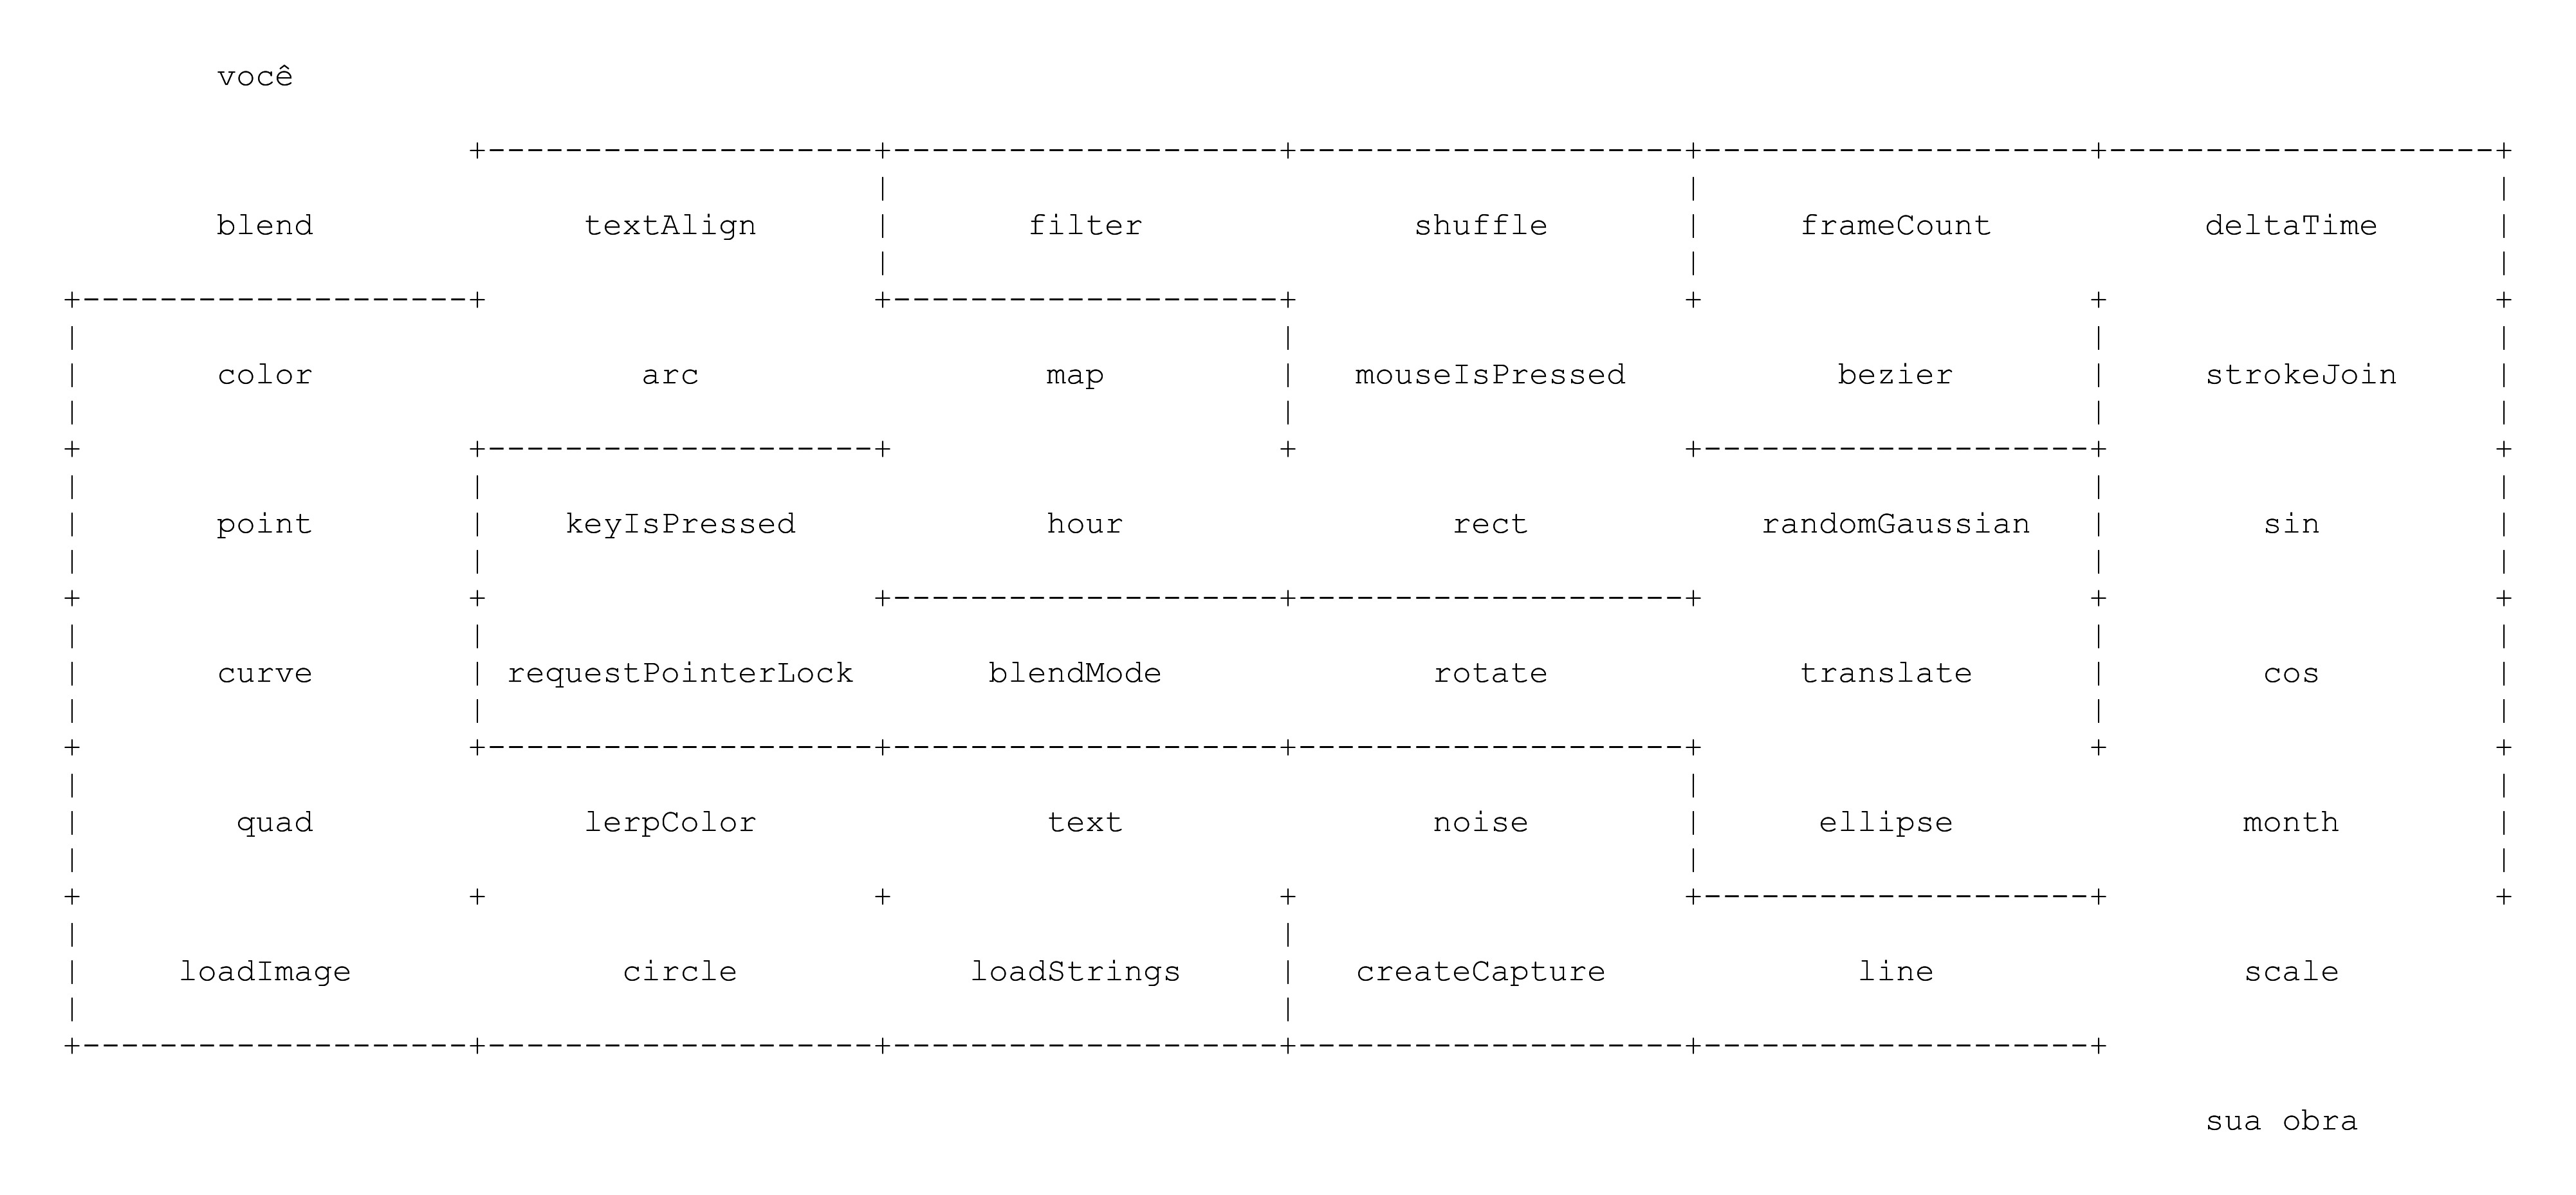 você
blend textAlign filter shuffle frameCount deltaTime
color arc map mouseIsPressed bezier strokeJoin
point keyIsPressed hour rect randomGaussian sin
curve requestPointerLock blendMode rotate translate cos
quad lerpColor text noise ellipse month
loadImage circle loadStrings createCapture line scale
sua obra